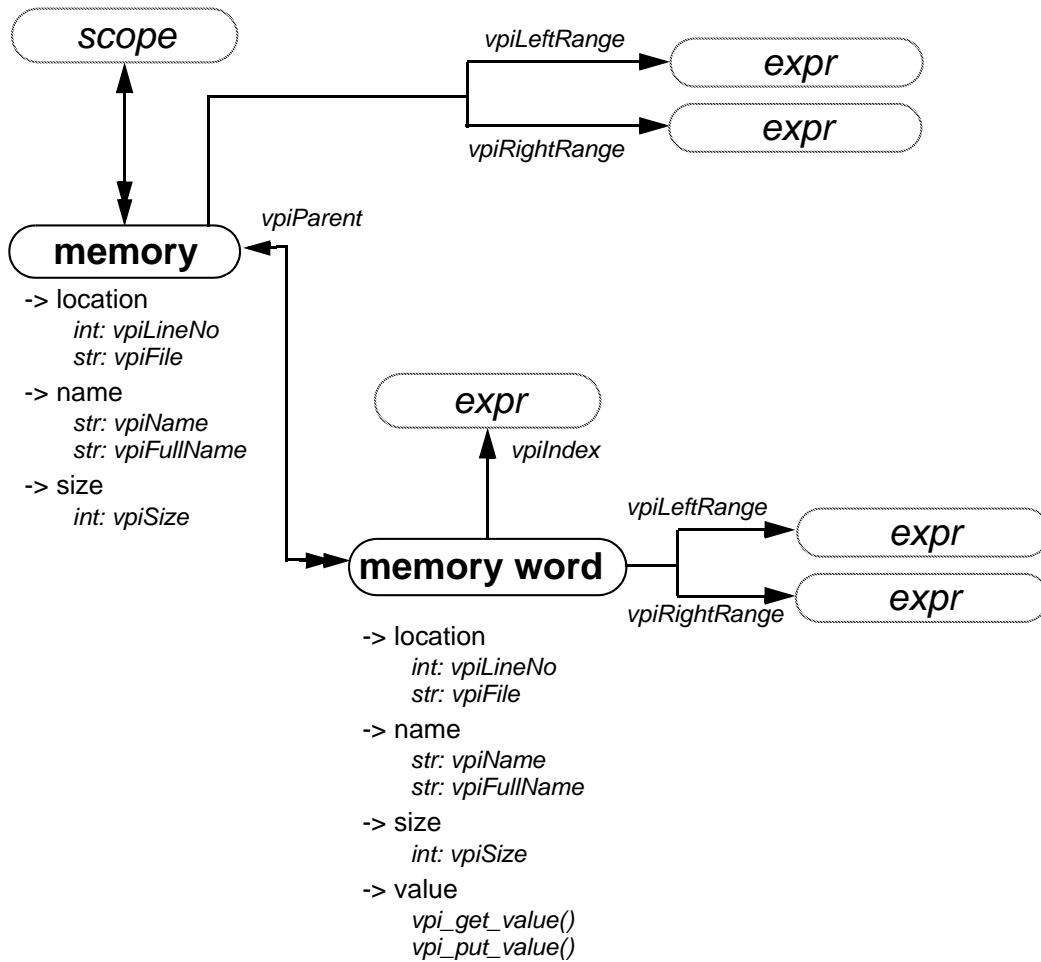 scope
vpiLeftRange
expr
expr
vpiRightRange
vpiParent
memory
-> location
int: vpiLineNo
str: vpiFile
-> name
str: vpiName
str: vpiFullName
-> size
int: vpiSize
expr
vpiIndex
vpiLeftRange
expr
memory word
expr
vpiRightRange
-> location
int: vpiLineNo
str: vpiFile
-> name
str: vpiName
str: vpiFullName
-> size
int: vpiSize
-> value
vpi_get_value()
vpi_put_value()